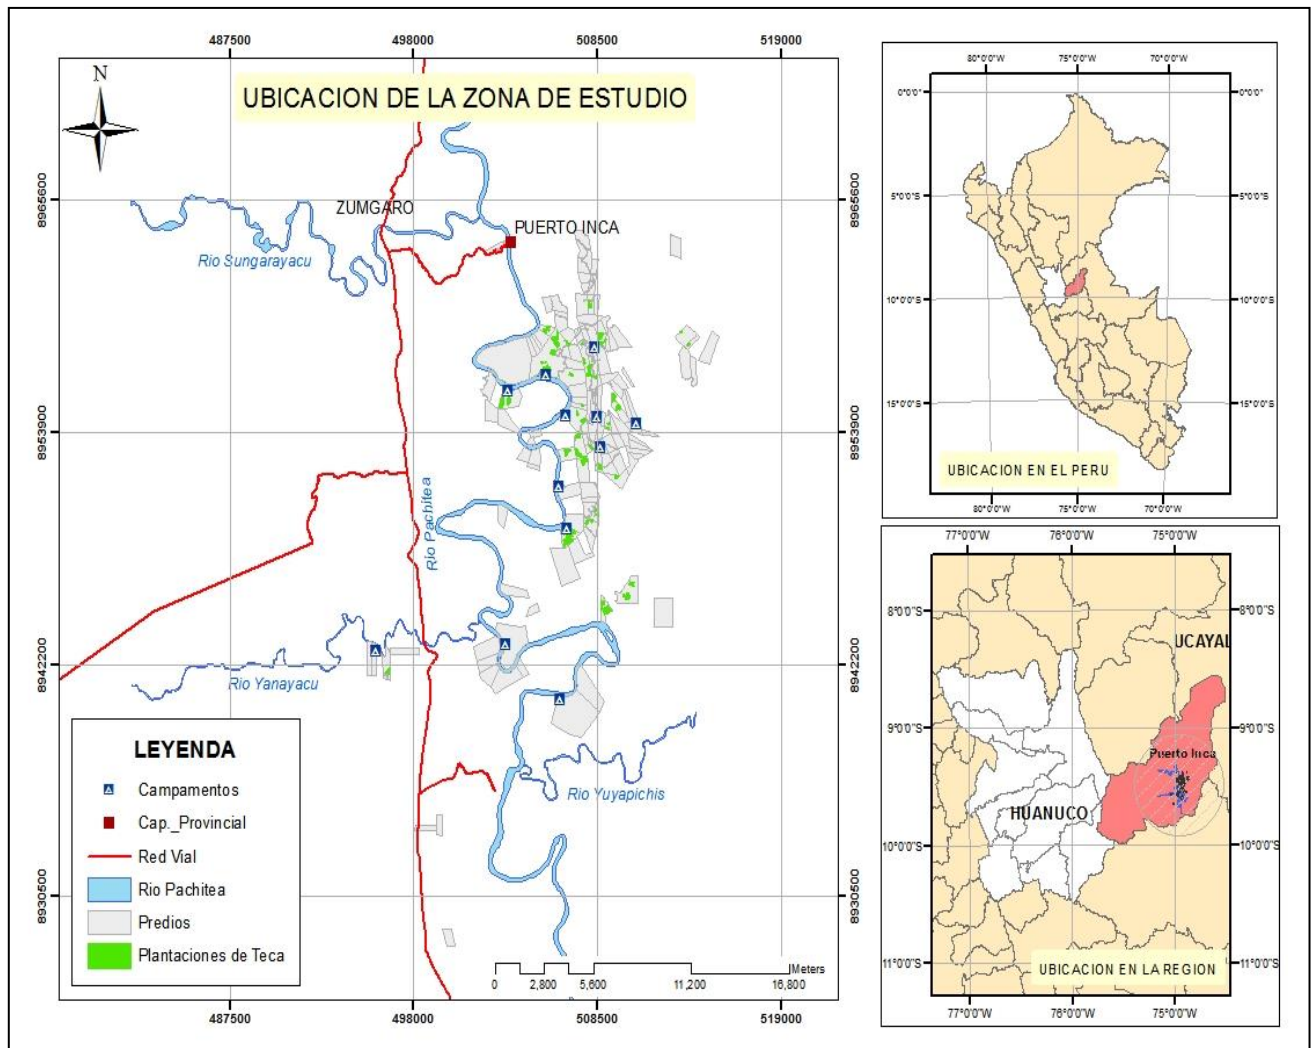 487500
498000
508500
519000
N
UBICACION DE LA ZONA DE ESTUDIO
8965600
8965600
ZUMGARO
PUERTO INCA
Rio Sungarayacu
8953900
8953900
Rio Pachitea
8942200
8942200
Rio Yanayacu
Rio Yuyapichis
LEYENDA
Campamentos
Cap._Provincial
Red Vial
Rio Pachitea
Predios
Plantaciones de Teca
8930500
8930500
Meters
0 2,800 5,600 11,200 16,800
487500
498000
508500
519000
80°0'0"W 75°0'0"W 70°0'0"W
0°0'0" 0°0'0"
5°0'0"S 5°0'0"S
10°0'0"S 10°0'0"S
15°0'0"S 15°0'0"S
UBICACION EN EL PERU
80°0'0"W 75°0'0"W 70°0'0"W
77°0'0"W 76°0'0"W 75°0'0"W
8°0'0"S 8°0'0"S
UCAYAL
9°0'0"S 9°0'0"S
Puerto Inca
HUANUCO
10°0'0"S 10°0'0"S
11°0'0"S 11°0'0"S
UBICACION EN LA REGION
77°0'0"W 76°0'0"W 75°0'0"W